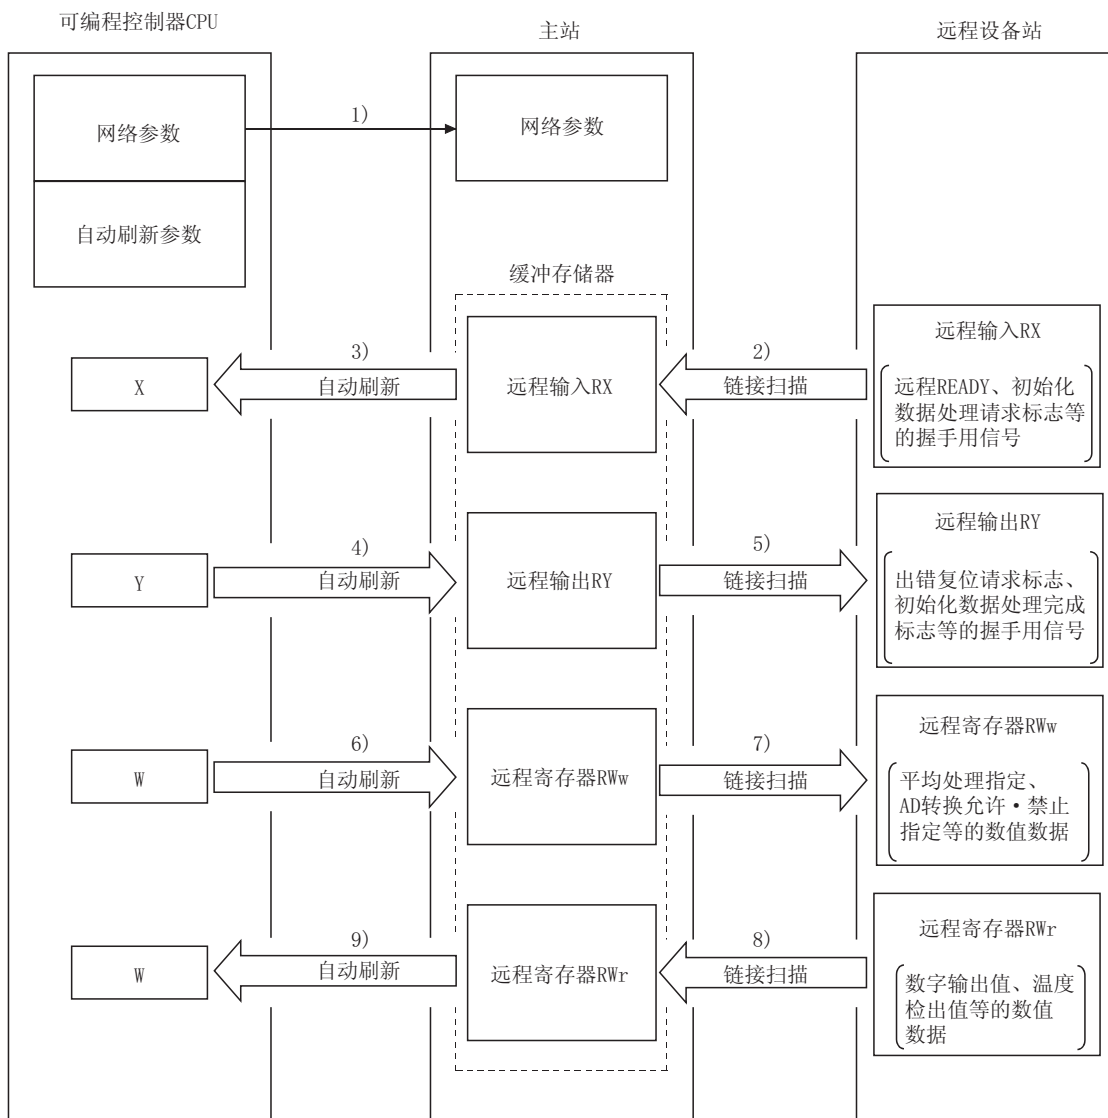 可编程控制器CPU
主站
远程设备站
网络参数
1)
网络参数
自动刷新参数
缓冲存储器
X
3)
自动刷新
远程输入RX
2)
链接扫描
远程输入RX
远程READY、初始化
数据处理请求标志等
的握手用信号
Y
4)
自动刷新
远程输出RY
5)
链接扫描
远程输出RY
出错复位请求标志、
初始化数据处理完成
标志等的握手用信号
W
6)
自动刷新
远程寄存器RWw
7)
链接扫描
远程寄存器RWw
平均处理指定、
AD转换允许·禁止
指定等的数值数据
W
9)
自动刷新
远程寄存器RWr
8)
链接扫描
远程寄存器RWr
数字输出值、温度
检出值等的数值
数据